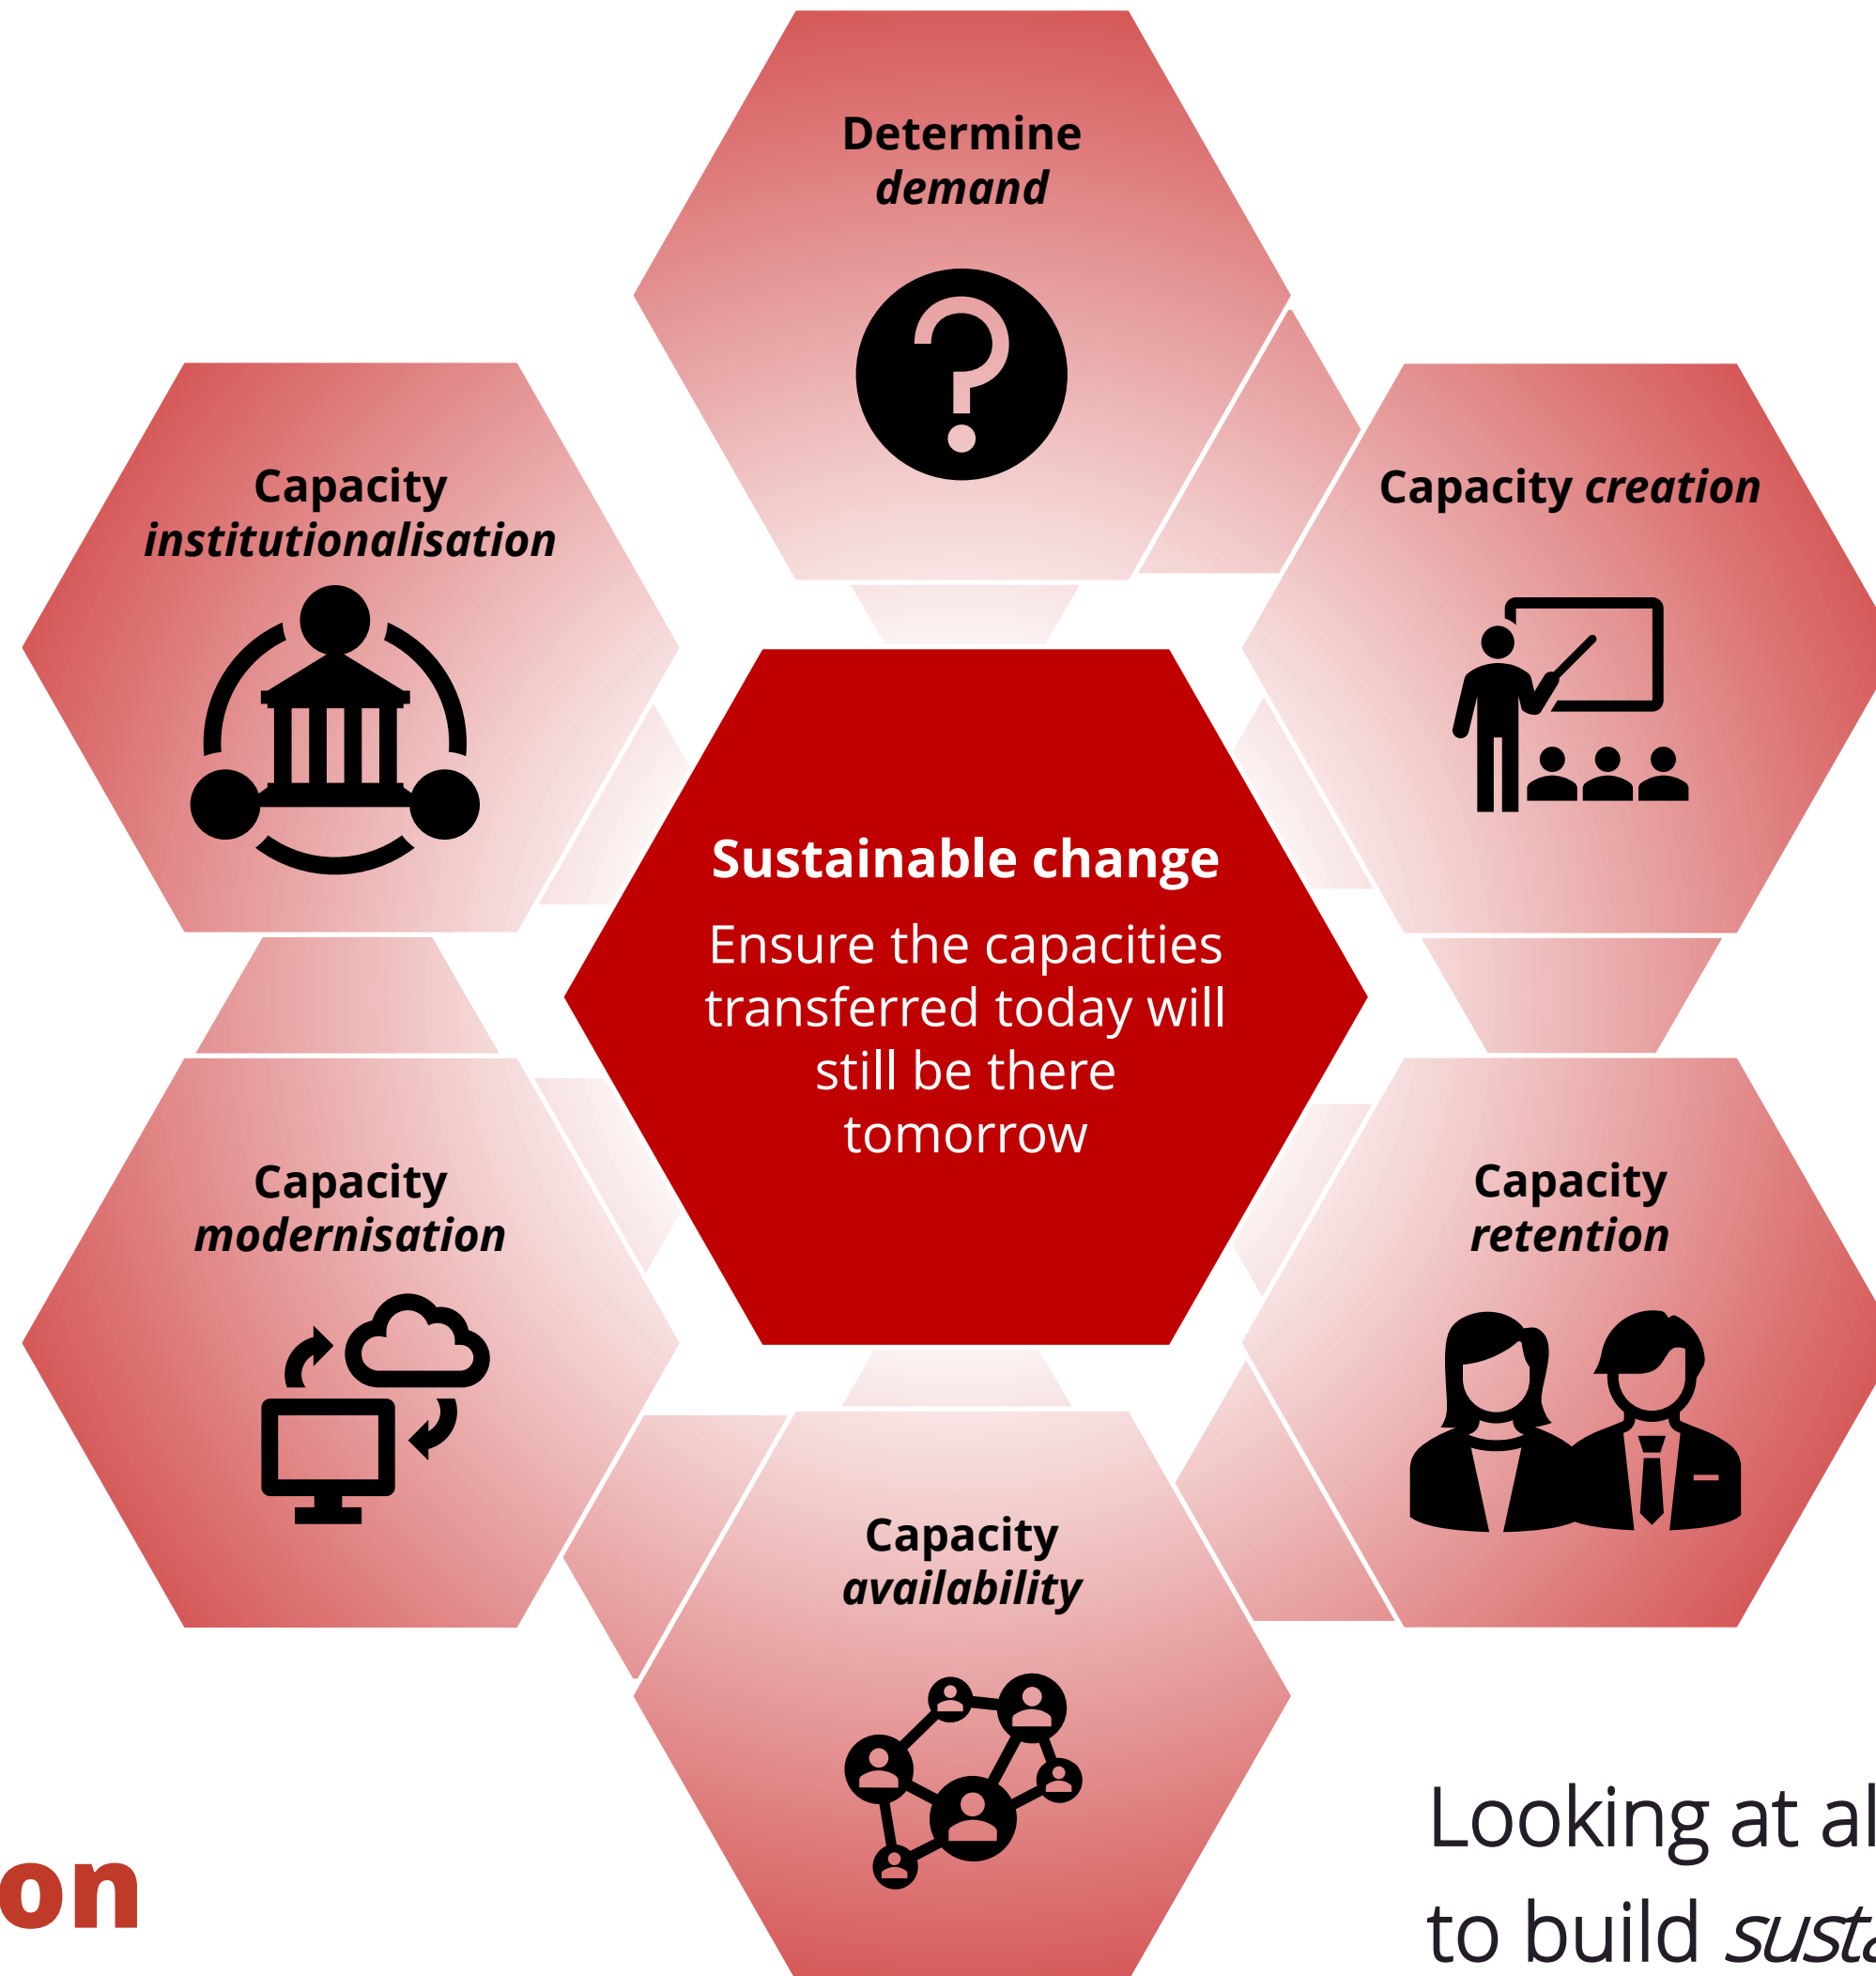 Determine
demand
Capacity
institutionalisation
Capacity creation
Sustainable change
Ensure the capacities
transferred today will
still be there
tomorrow
Capacity
modernisation
Capacity
retention
Capacity
availability
on
Looking at al
to build susta